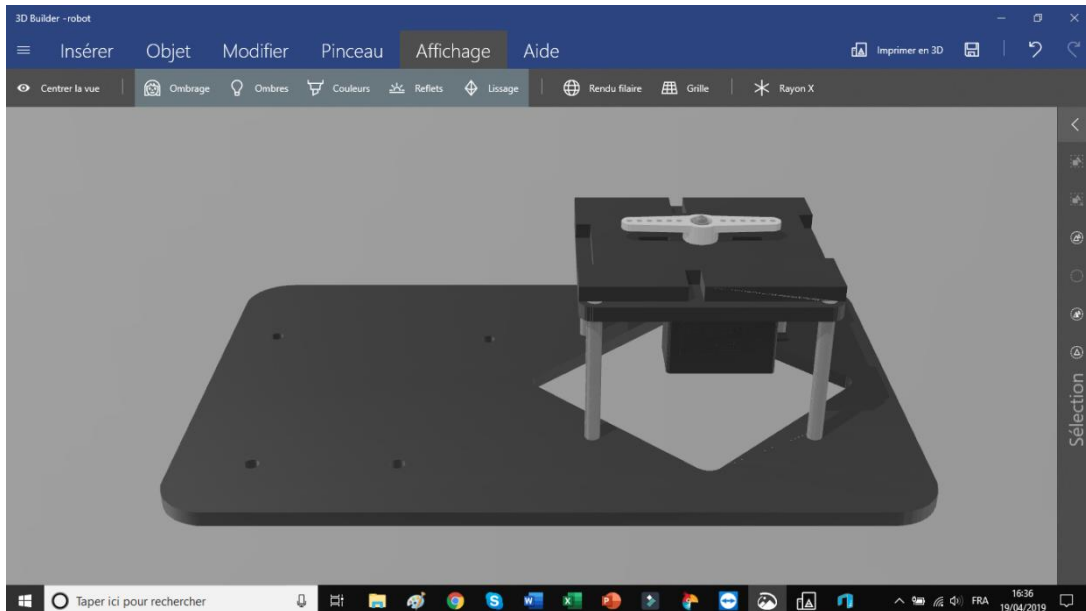 3D Builder - robot
Insérer Objet Modifier Pinceau Affichage Aide Imprimer en 3D
Centrer la vue Ombrage Ombres Couleurs Reflets Lissage Rendu filaire Grille Rayon X
Sélection
Taper ici pour rechercher FRA 16:36
19/04/2019